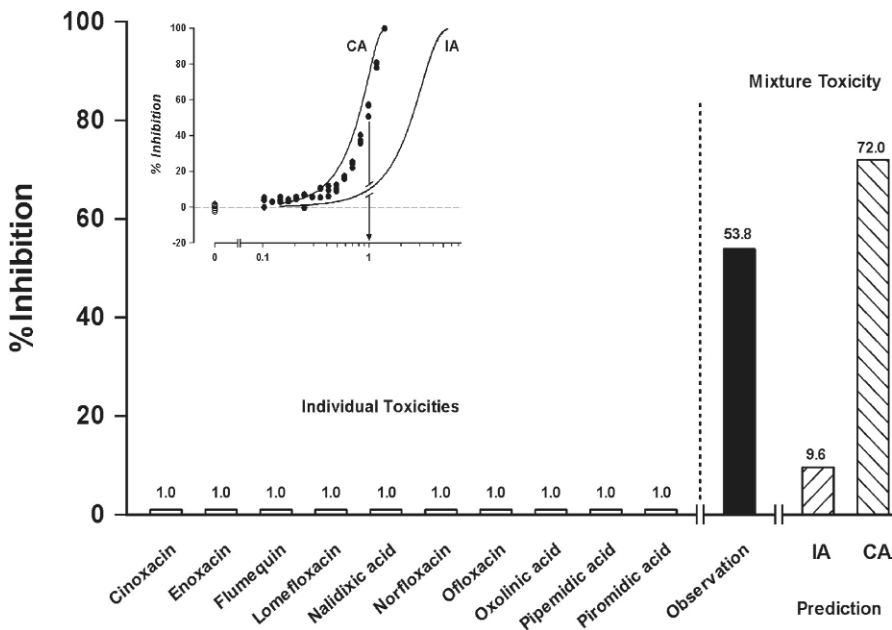 % Inhibition
100
80
60
40
20
0
% Inhibition
100
80
60
40
20
0
-20
0
0.1
1
CA
IA
Mixture Toxicity
Individual Toxicities
1.0
1.0
1.0
1.0
1.0
1.0
1.0
1.0
1.0
1.0
53.8
9.6
72.0
Cinoxacin
Enoxacin
Flumequin
Lomefloxacin
Nalidixic acid
Norfloxacin
Ofloxacin
Oxolinic acid
Pipemidic acid
Piromidic acid
Observation
IA
CA
Prediction